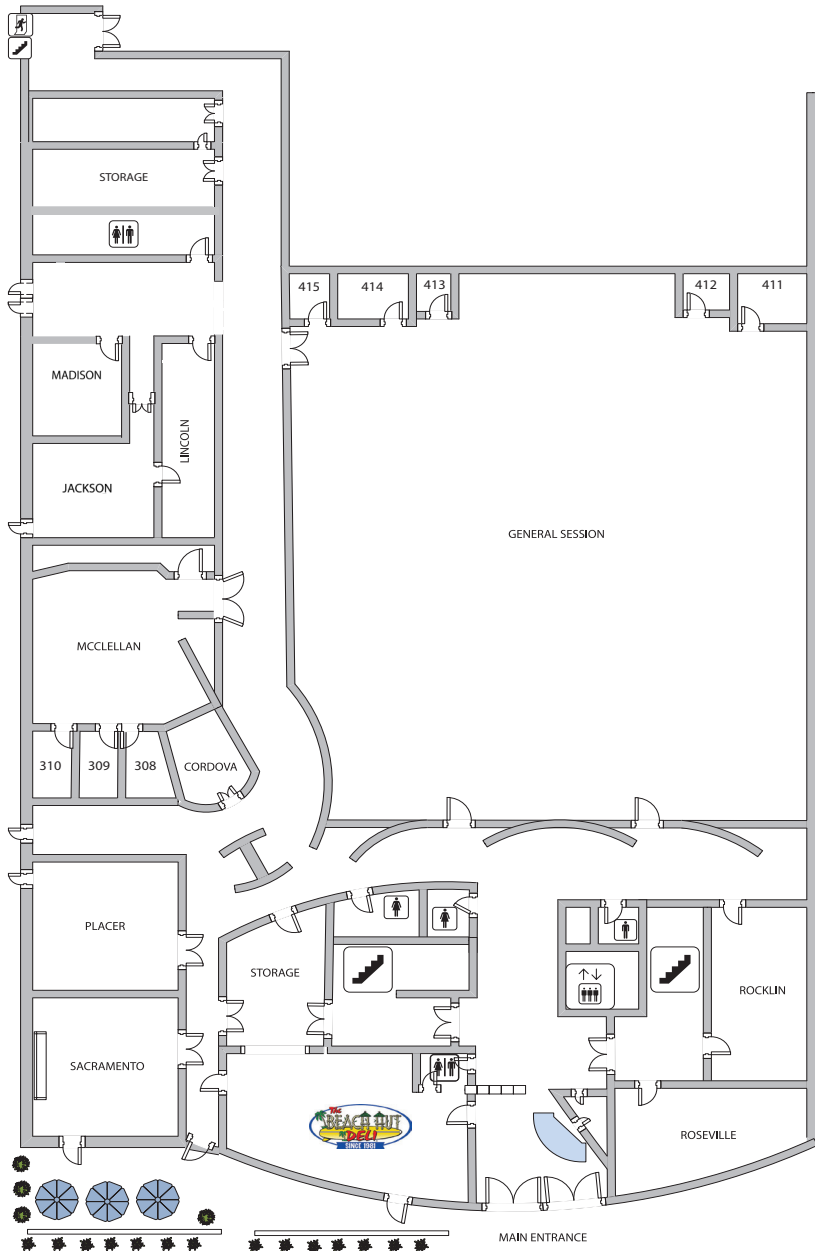 STORAGE
415
414
413
412
411
MADISON
LINCOLN
JACKSON
GENERAL SESSION
MCCLELLAN
310
309
308
CORDOVA
PLACER
STORAGE
ROCKLIN
SACRAMENTO
The
BEACH HUT
DELI
SINCE 1981
ROSEVILLE
MAIN ENTRANCE